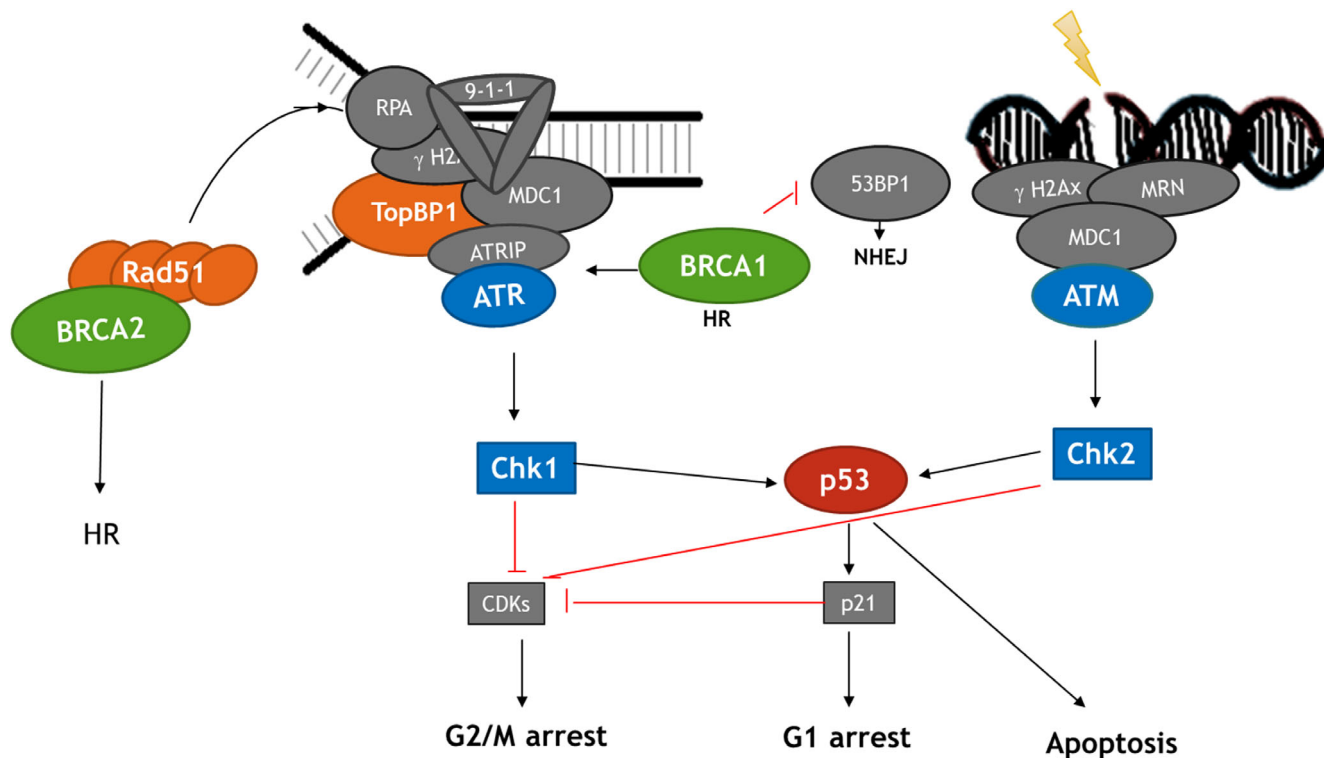 9-1-1
RPA
γ H2A
MDC1
TopBP1
ATRIP
ATR
Rad51
BRCA2
HR
BRCA1
HR
53BP1
NHEJ
γ H2Ax
MRN
MDC1
ATM
Chk1
p53
Chk2
CDKs
p21
G2/M arrest
G1 arrest
Apoptosis